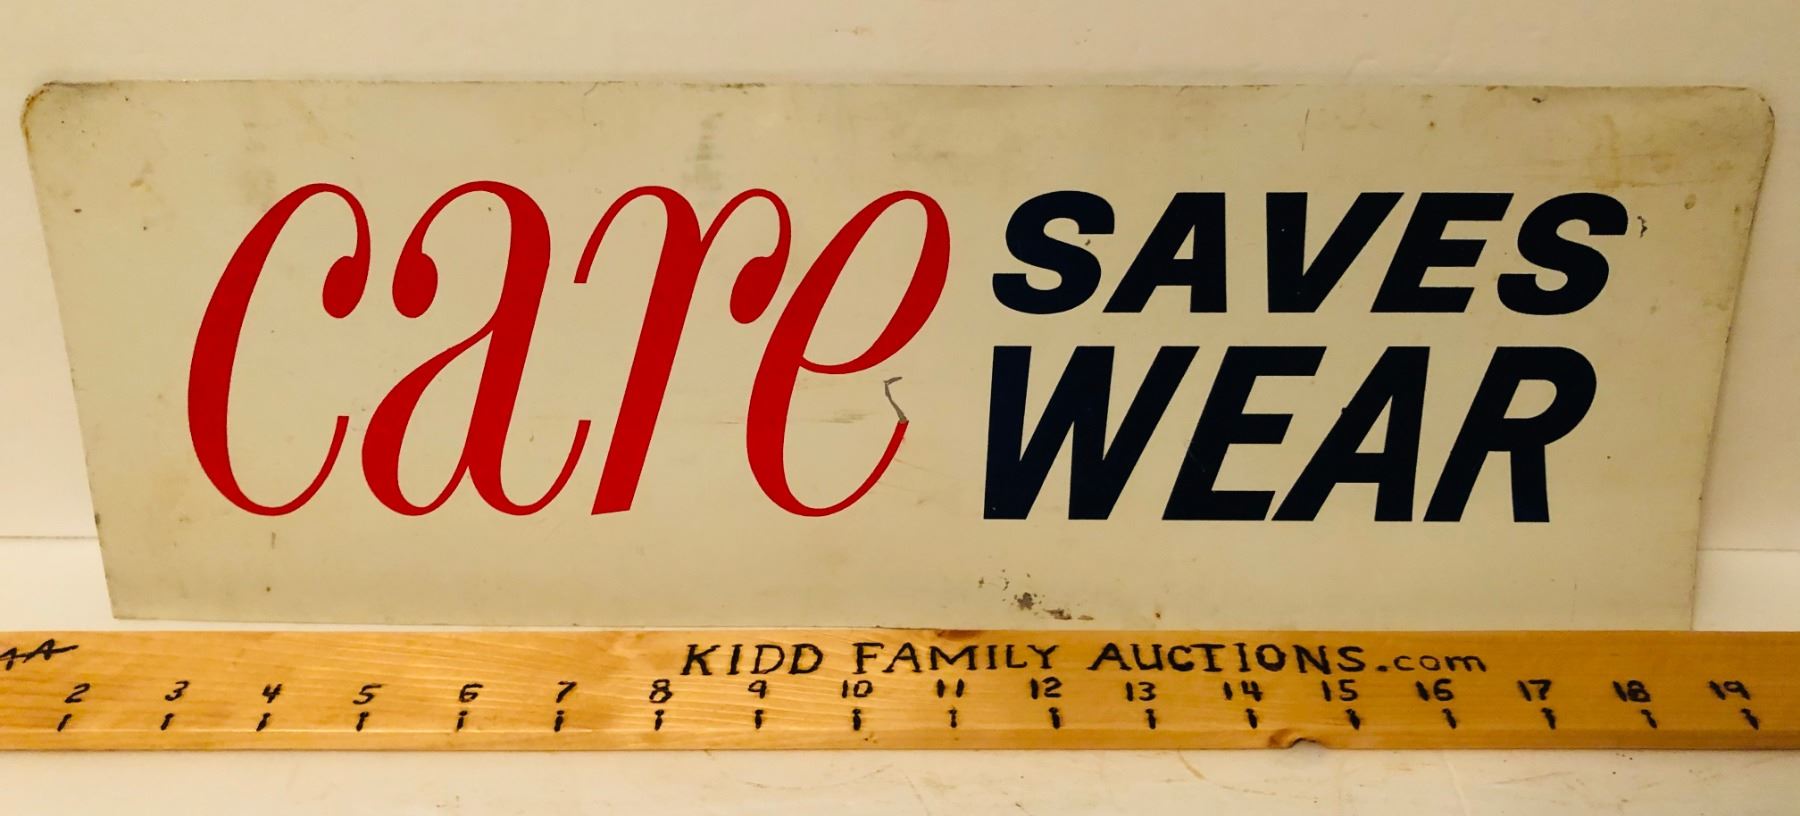 care SAVES
WEAR
KIDD FAMILY AUCTIONS.com
2 3 4 5 6 7 8 9 10 11 12 13 14 15 16 17 18 19